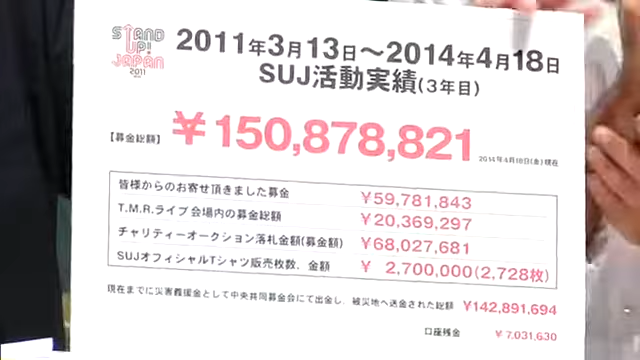 STAND
UP!
JAPAN
2011
2011年3月13日〜2014年4月18日
SUJ活動実績(3年目)
【募金総額】 ¥150,878,821 2014年4月18日(金)現在
皆様からのお寄せ頂きました募金 ¥59,781,843
T.M.R.ライブ会場内の募金総額 ¥20,369,297
チャリティーオークション落札金額(募金額) ¥68,027,681
SUJオフィシャルTシャツ販売枚数、金額 ¥ 2,700,000(2,728枚)
現在までに災害義援金として中央共同募金会にて出金し、被災地へ送金された総額 ¥142,891,694
口座残金 ¥7,031,630